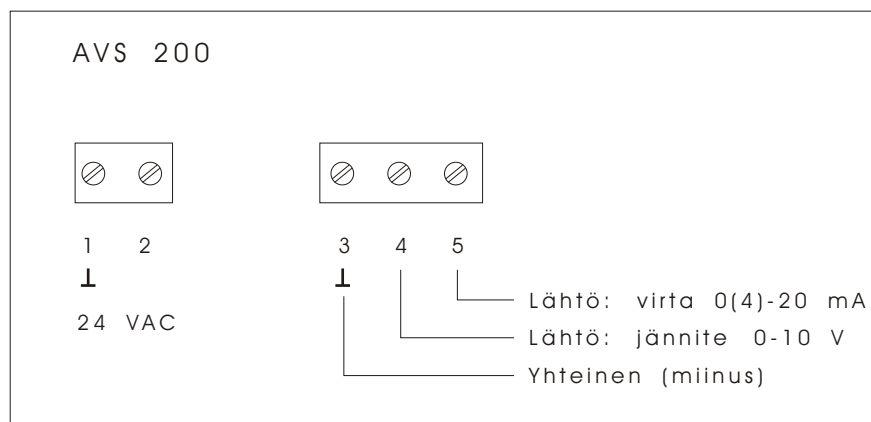 AVS 200
1 2 3 4 5
24 VAC
Lähtö: virta 0(4)-20 mA
Lähtö: jännite 0-10 V
Yhteinen (miinus)